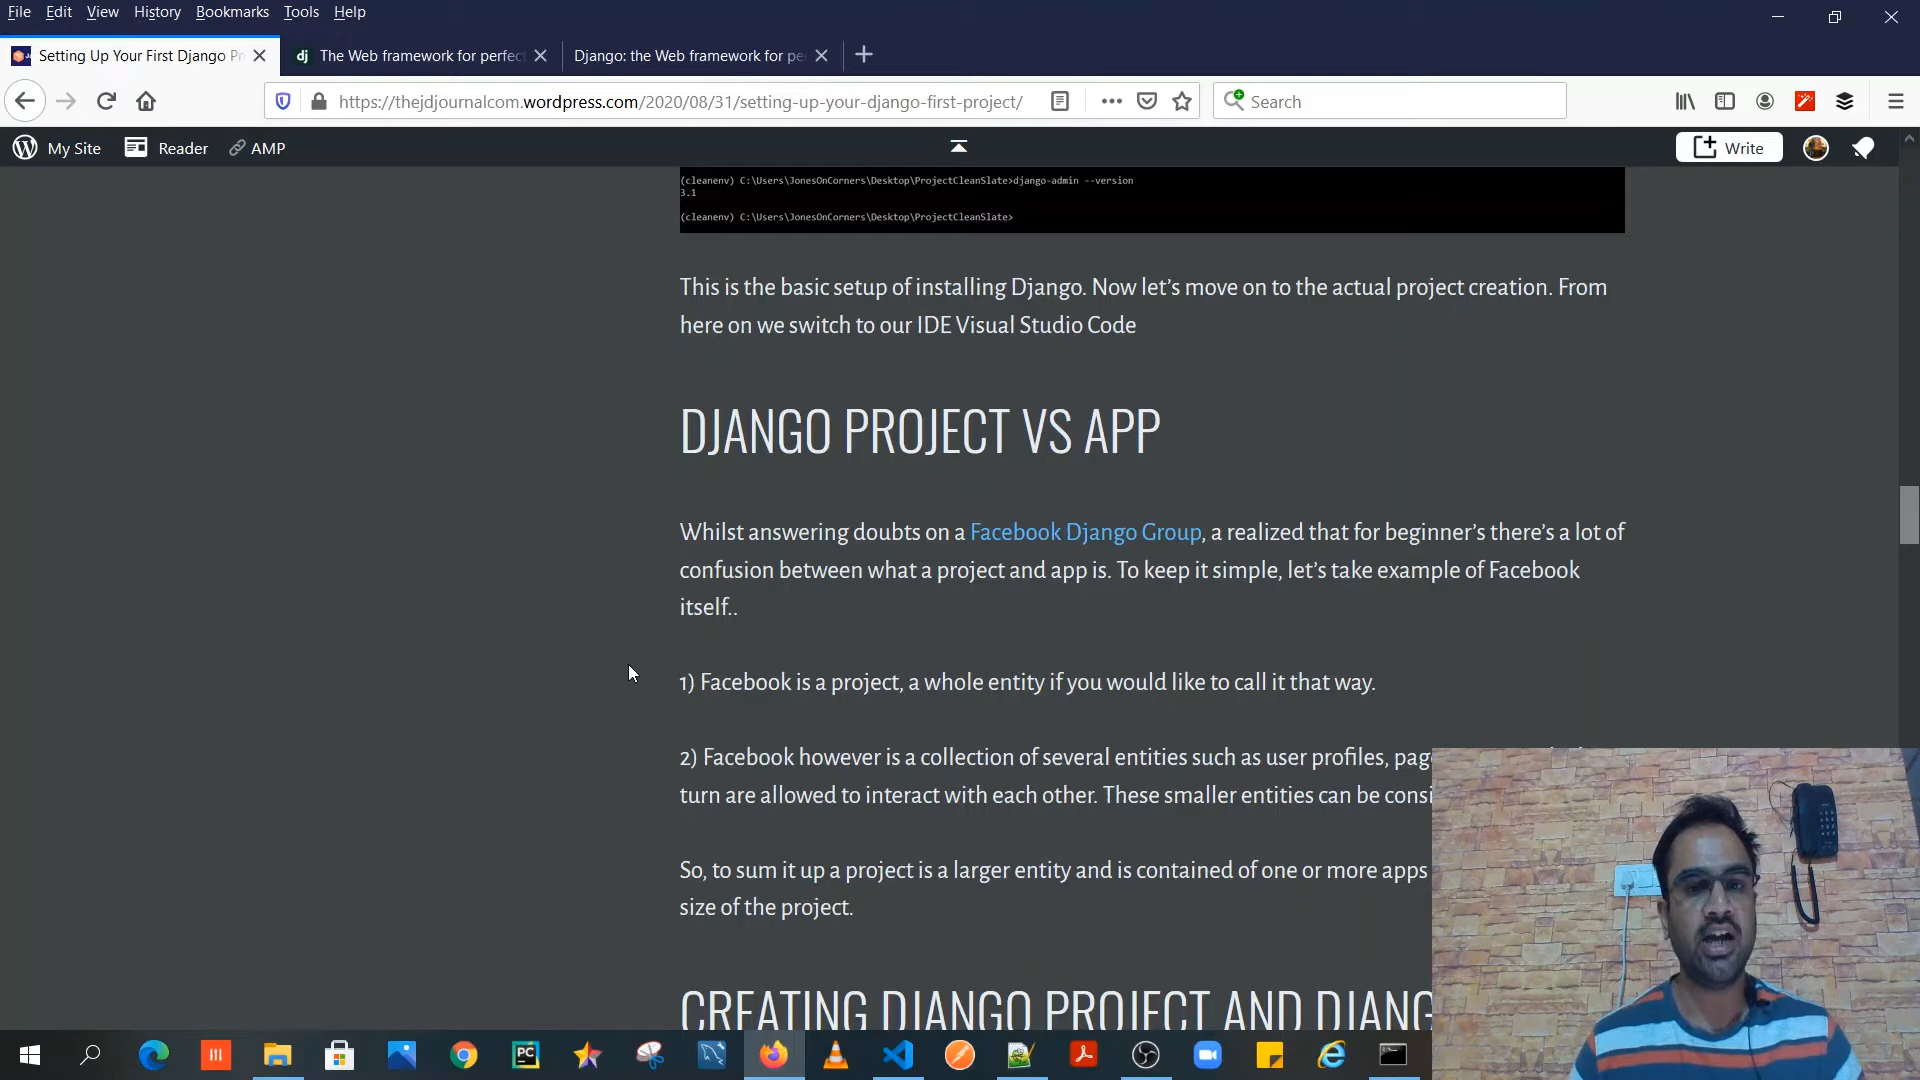 File Edit View History Bookmarks Tools Help
Setting Up Your First Django Pr
The Web framework for perfec
Django: the Web framework for pe
https://thejdjournalcom.wordpress.com/2020/08/31/setting-up-your-django-first-project/
Search
My Site Reader AMP Write
(cleanenv) C:\Users\JonesOnCorners\Desktop\ProjectCleanSlate>django-admin --version
3.1
(cleanenv) C:\Users\JonesOnCorners\Desktop\ProjectCleanSlate>
This is the basic setup of installing Django. Now let's move on to the actual project creation. From
here on we switch to our IDE Visual Studio Code
DJANGO PROJECT VS APP
Whilst answering doubts on a Facebook Django Group, a realized that for beginner's there's a lot of
confusion between what a project and app is. To keep it simple, let's take example of Facebook
itself..
1) Facebook is a project, a whole entity if you would like to call it that way.
2) Facebook however is a collection of several entities such as user profiles, pag
turn are allowed to interact with each other. These smaller entities can be consi
So, to sum it up a project is a larger entity and is contained of one or more apps
size of the project.
CREATING DJANGO PROJECT AND DJANG